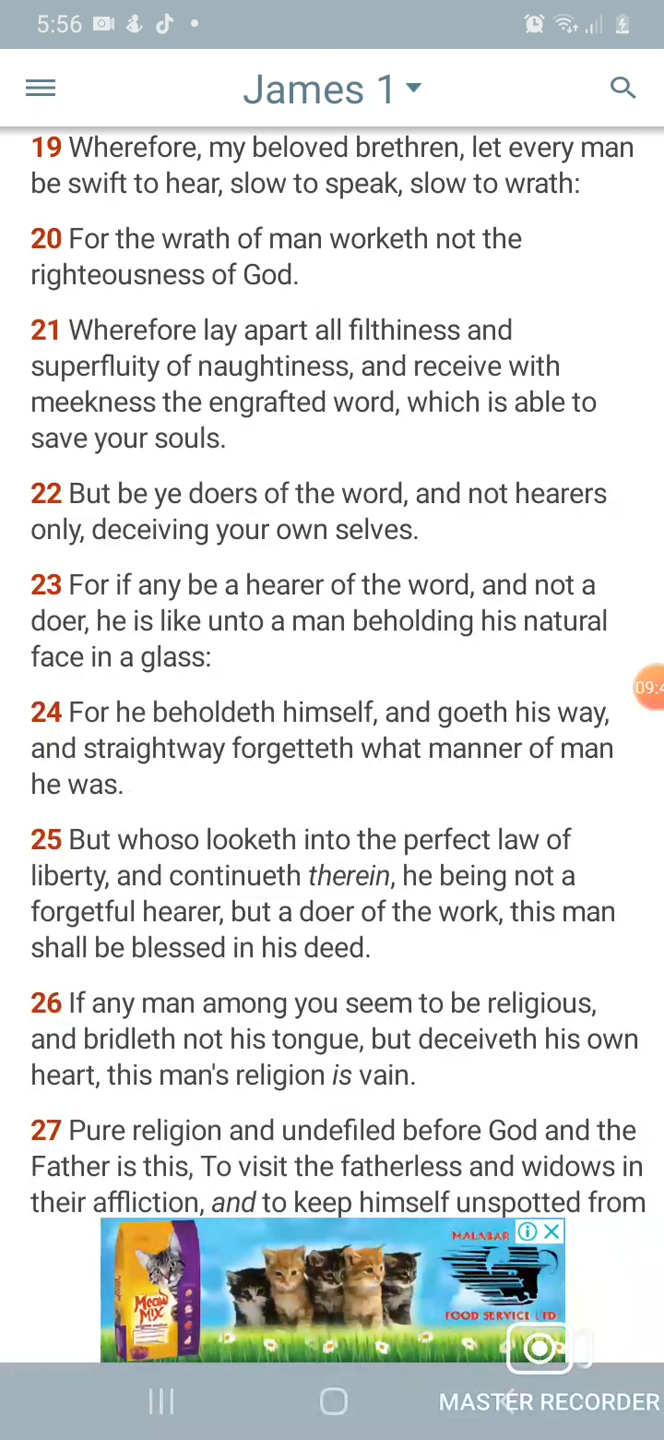 5:56
James 1
19 Wherefore, my beloved brethren, let every man
be swift to hear, slow to speak, slow to wrath:
20 For the wrath of man worketh not the
righteousness of God.
21 Wherefore lay apart all filthiness and
superfluity of naughtiness, and receive with
meekness the engrafted word, which is able to
save your souls.
22 But be ye doers of the word, and not hearers
only, deceiving your own selves.
23 For if any be a hearer of the word, and not a
doer, he is like unto a man beholding his natural
face in a glass:
09:4
24 For he beholdeth himself, and goeth his way,
and straightway forgetteth what manner of man
he was.
25 But whoso looketh into the perfect law of
liberty, and continueth therein, he being not a
forgetful hearer, but a doer of the work, this man
shall be blessed in his deed.
26 If any man among you seem to be religious,
and bridleth not his tongue, but deceiveth his own
heart, this man's religion is vain.
27 Pure religion and undefiled before God and the
Father is this, To visit the fatherless and widows in
their affliction, and to keep himself unspotted from
MALABAR
Meow
Mix
FOOD SERVICE LTD
MASTER RECORDER